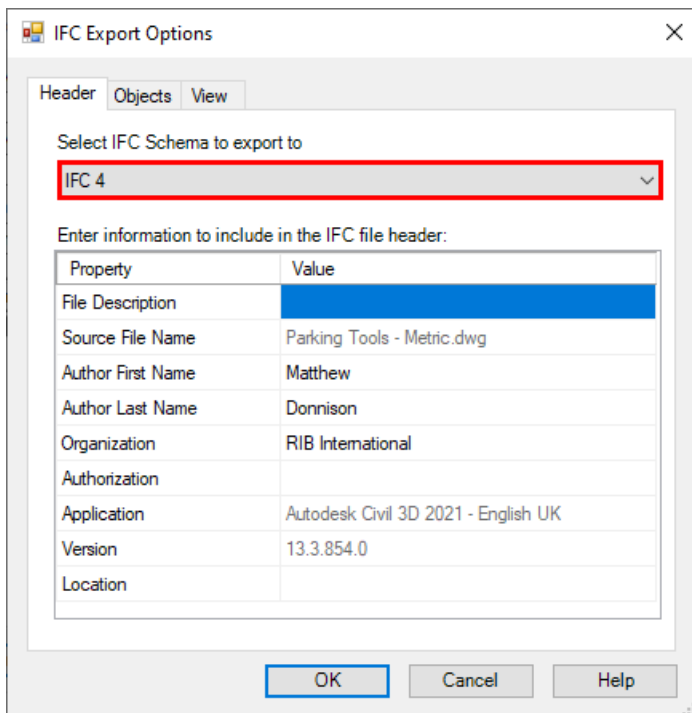 IFC Export Options
Header Objects View
Select IFC Schema to export to
IFC 4
Enter information to include in the IFC file header:
Property Value
File Description
Source File Name Parking Tools - Metric.dwg
Author First Name Matthew
Author Last Name Donnison
Organization RIB International
Authorization
Application Autodesk Civil 3D 2021 - English UK
Version 13.3.854.0
Location
OK Cancel Help